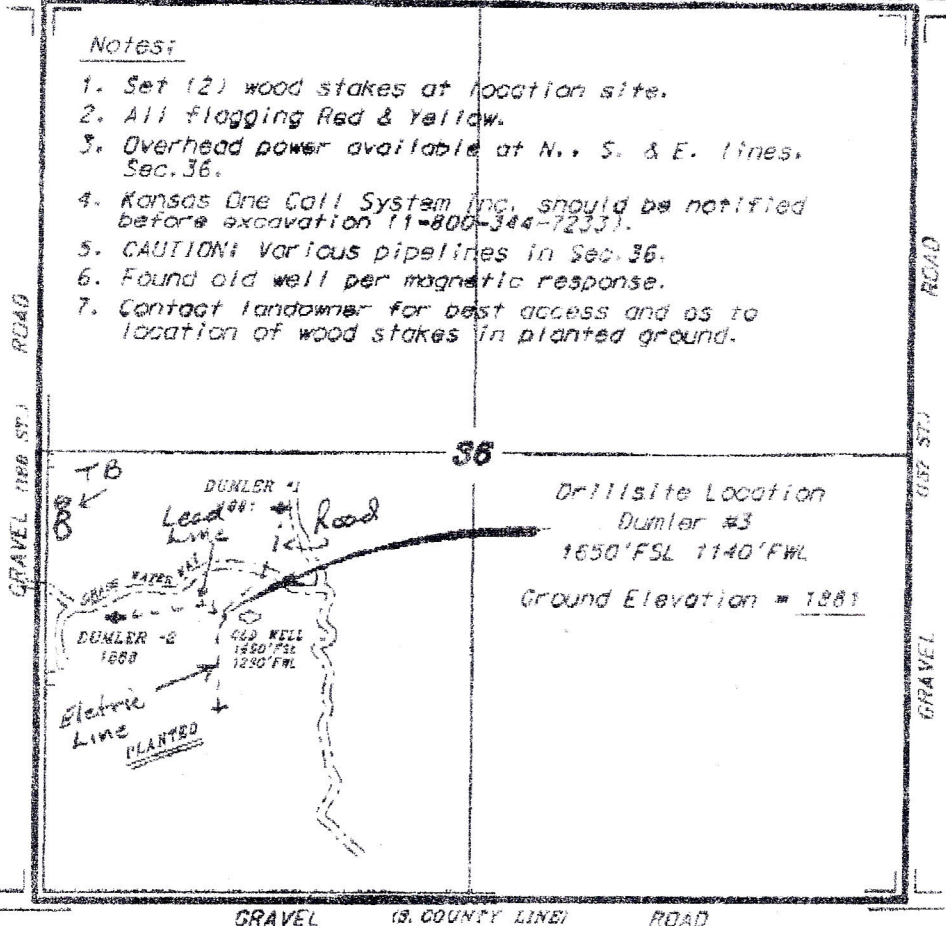 Notes:
1. Set (2) wood stakes at location site.
2. All flagging Red & Yellow.
3. Overhead power available at N., S. & E. lines.
Sec.36.
4. Kansas One Call System Inc. should be notified
before excavation (1-800-344-7233).
5. CAUTION: Various pipelines in Sec.36.
6. Found old well per magnetic response.
7. Contact landowner for best access and as to
location of wood stakes in planted ground.
GRAVEL
ROAD
ROAD
GRAVEL
36
TB
DUMLER #1
Lead
Line
Road
GRASS WATER WAY
DUMLER -2
OLD WELL
1290'FWL
Eletric
Line
PLANTED
Drillsite Location
Dumler #3
1650'FSL 1140'FWL
Ground Elevation = 1881
GRAVEL (S. COUNTY LINE) ROAD